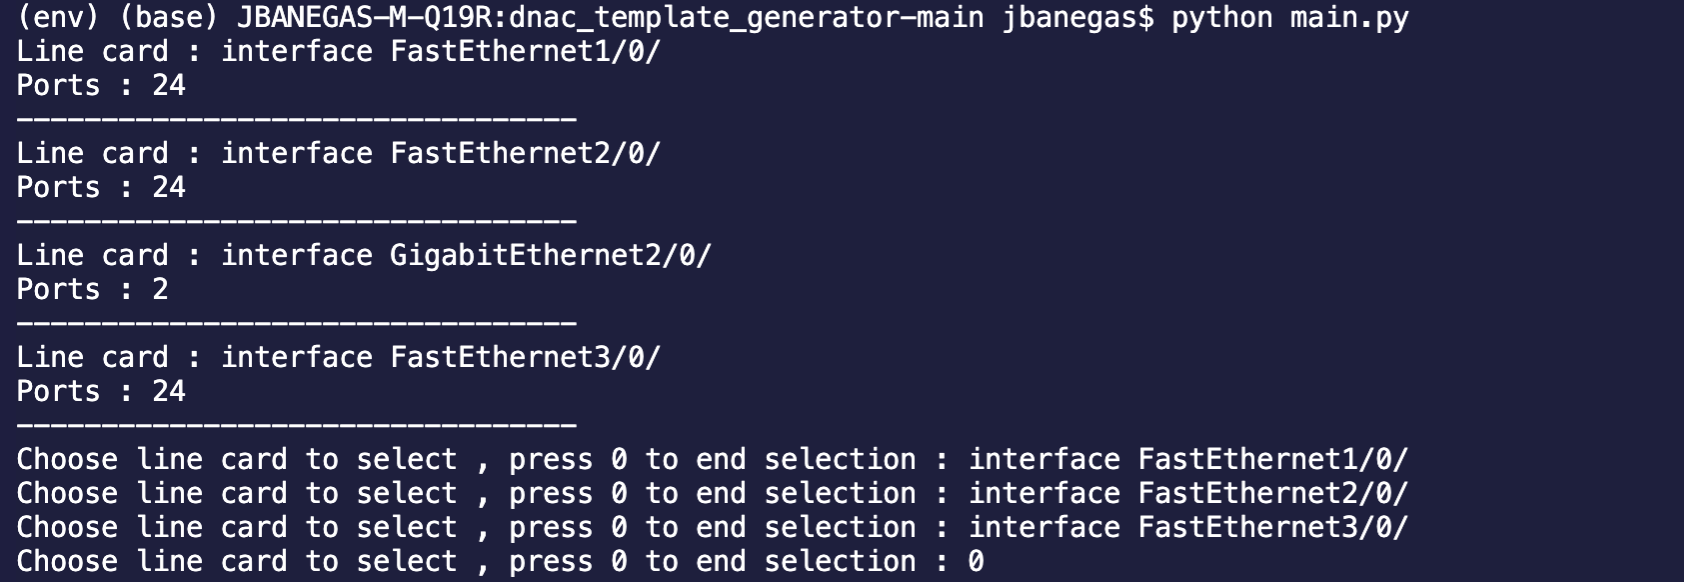 (env) (base) JBANEGAS-M-Q19R:dnac_template_generator-main jbanegas$ python main.py
Line card : interface FastEthernet1/0/
Ports : 24
---------------------------------
Line card : interface FastEthernet2/0/
Ports : 24
---------------------------------
Line card : interface GigabitEthernet2/0/
Ports : 2
---------------------------------
Line card : interface FastEthernet3/0/
Ports : 24
---------------------------------
Choose line card to select , press 0 to end selection : interface FastEthernet1/0/
Choose line card to select , press 0 to end selection : interface FastEthernet2/0/
Choose line card to select , press 0 to end selection : interface FastEthernet3/0/
Choose line card to select , press 0 to end selection : 0